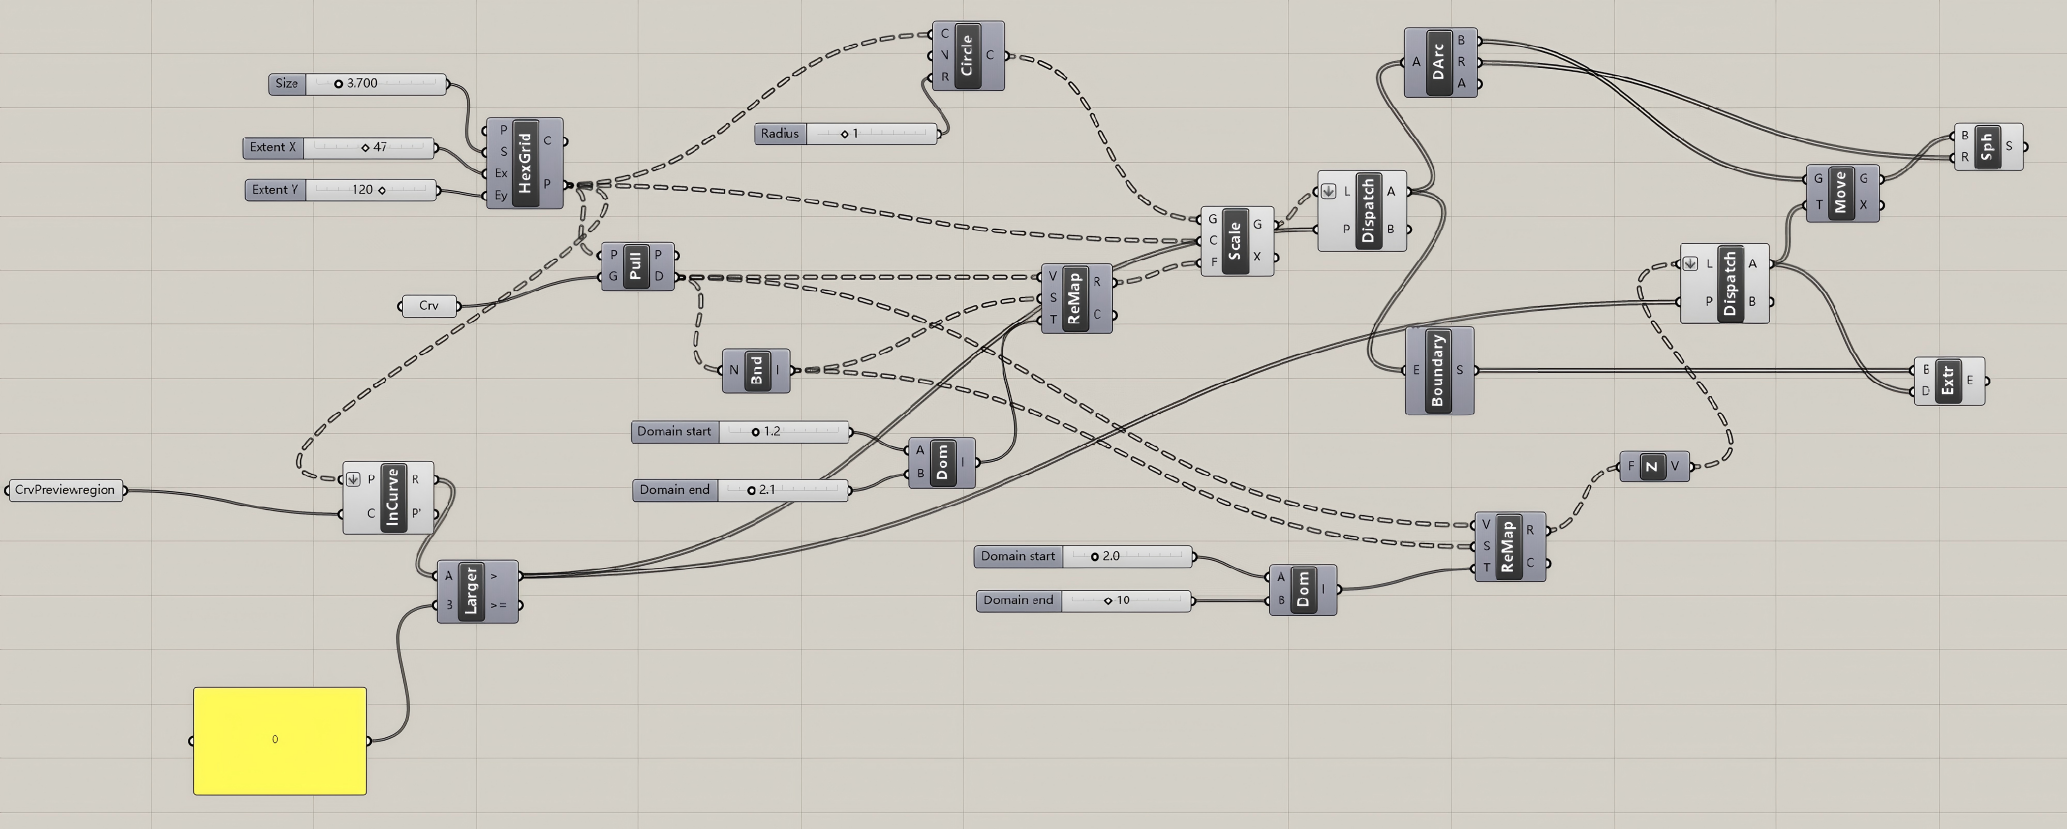 Size 3.700
Extent X 47
Extent Y 120
P S Ex Ey HexGrid C P
C N R Circle C
Radius 1
Crv
P G Pull P D
N Bnd I
V S T ReMap R C
G C F Scale G X
L P Dispatch A B
A DArc B R A
G T Move G X
B R Sph S
L P Dispatch A B
E Boundary S
B D Extr E
F Z V
Domain start 1.2
Domain end 2.1
A B Dom I
CrvPreviewregion
P C InCurve R P'
A B Larger > >=
Domain start 2.0
Domain end 10
A B Dom I
V S T ReMap R C
0